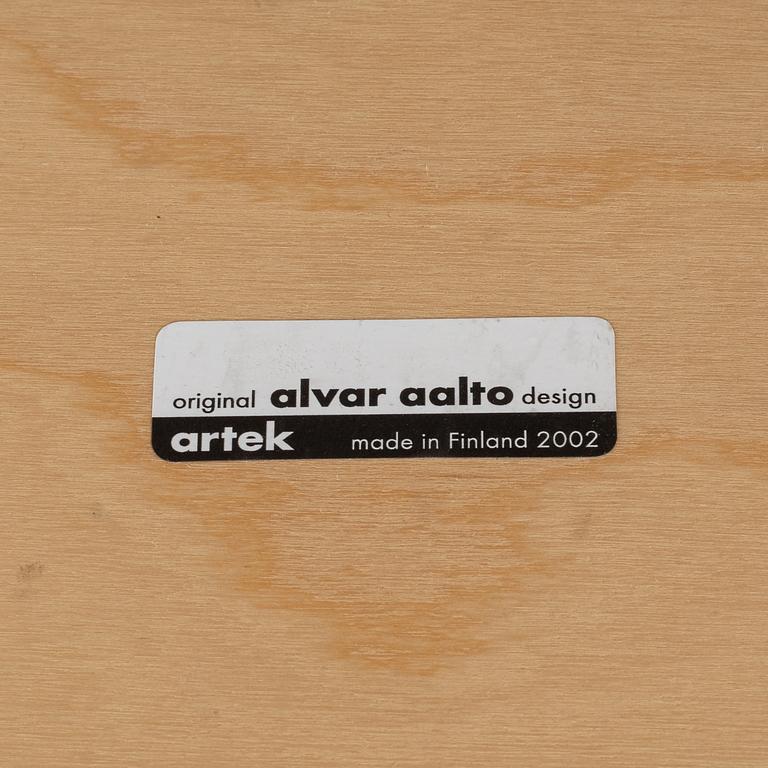 original alvar aalto design
artek made in Finland 2002